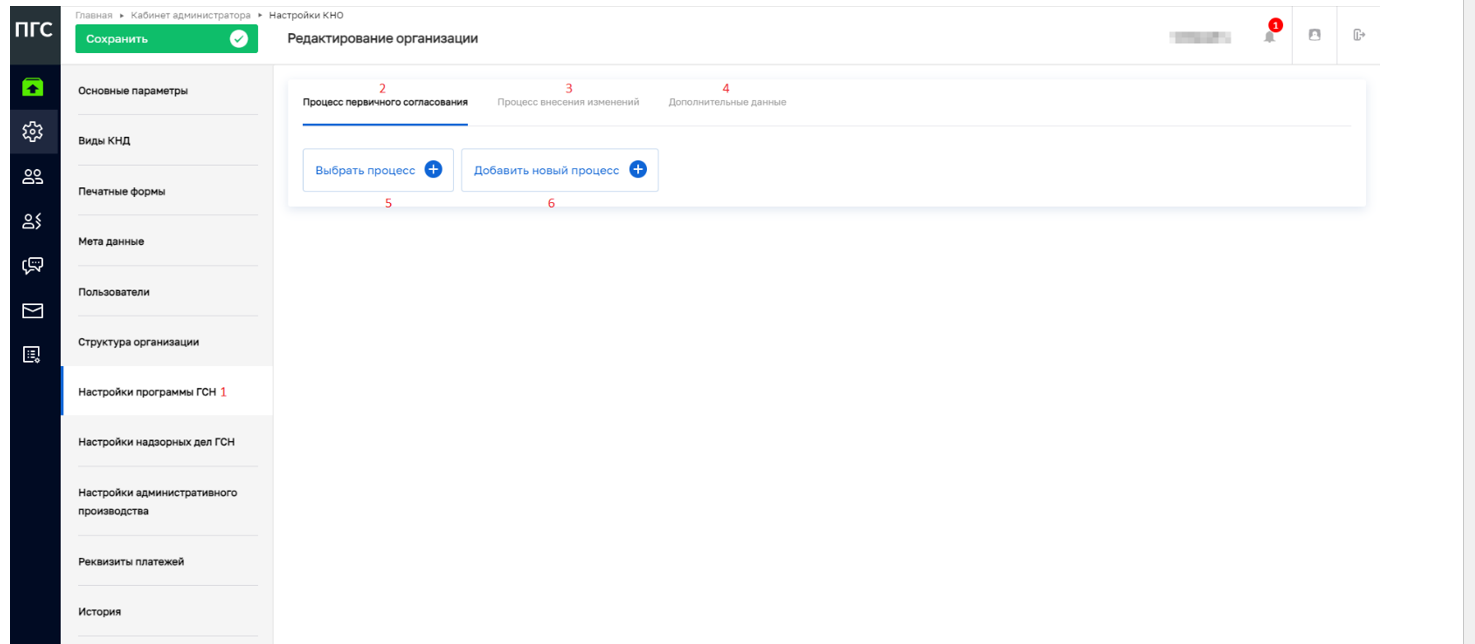 Главная ▸ Кабинет администратора ▸ Настройки КНО
ПГС
Сохранить
Редактирование организации
1
Основные параметры
Виды КНД
Печатные формы
Мета данные
Пользователи
Структура организации
Настройки программы ГСН 1
Настройки надзорных дел ГСН
Настройки административного
производства
Реквизиты платежей
История
2 3 4
Процесс первичного согласования Процесс внесения изменений Дополнительные данные
Выбрать процесс Добавить новый процесс
5 6